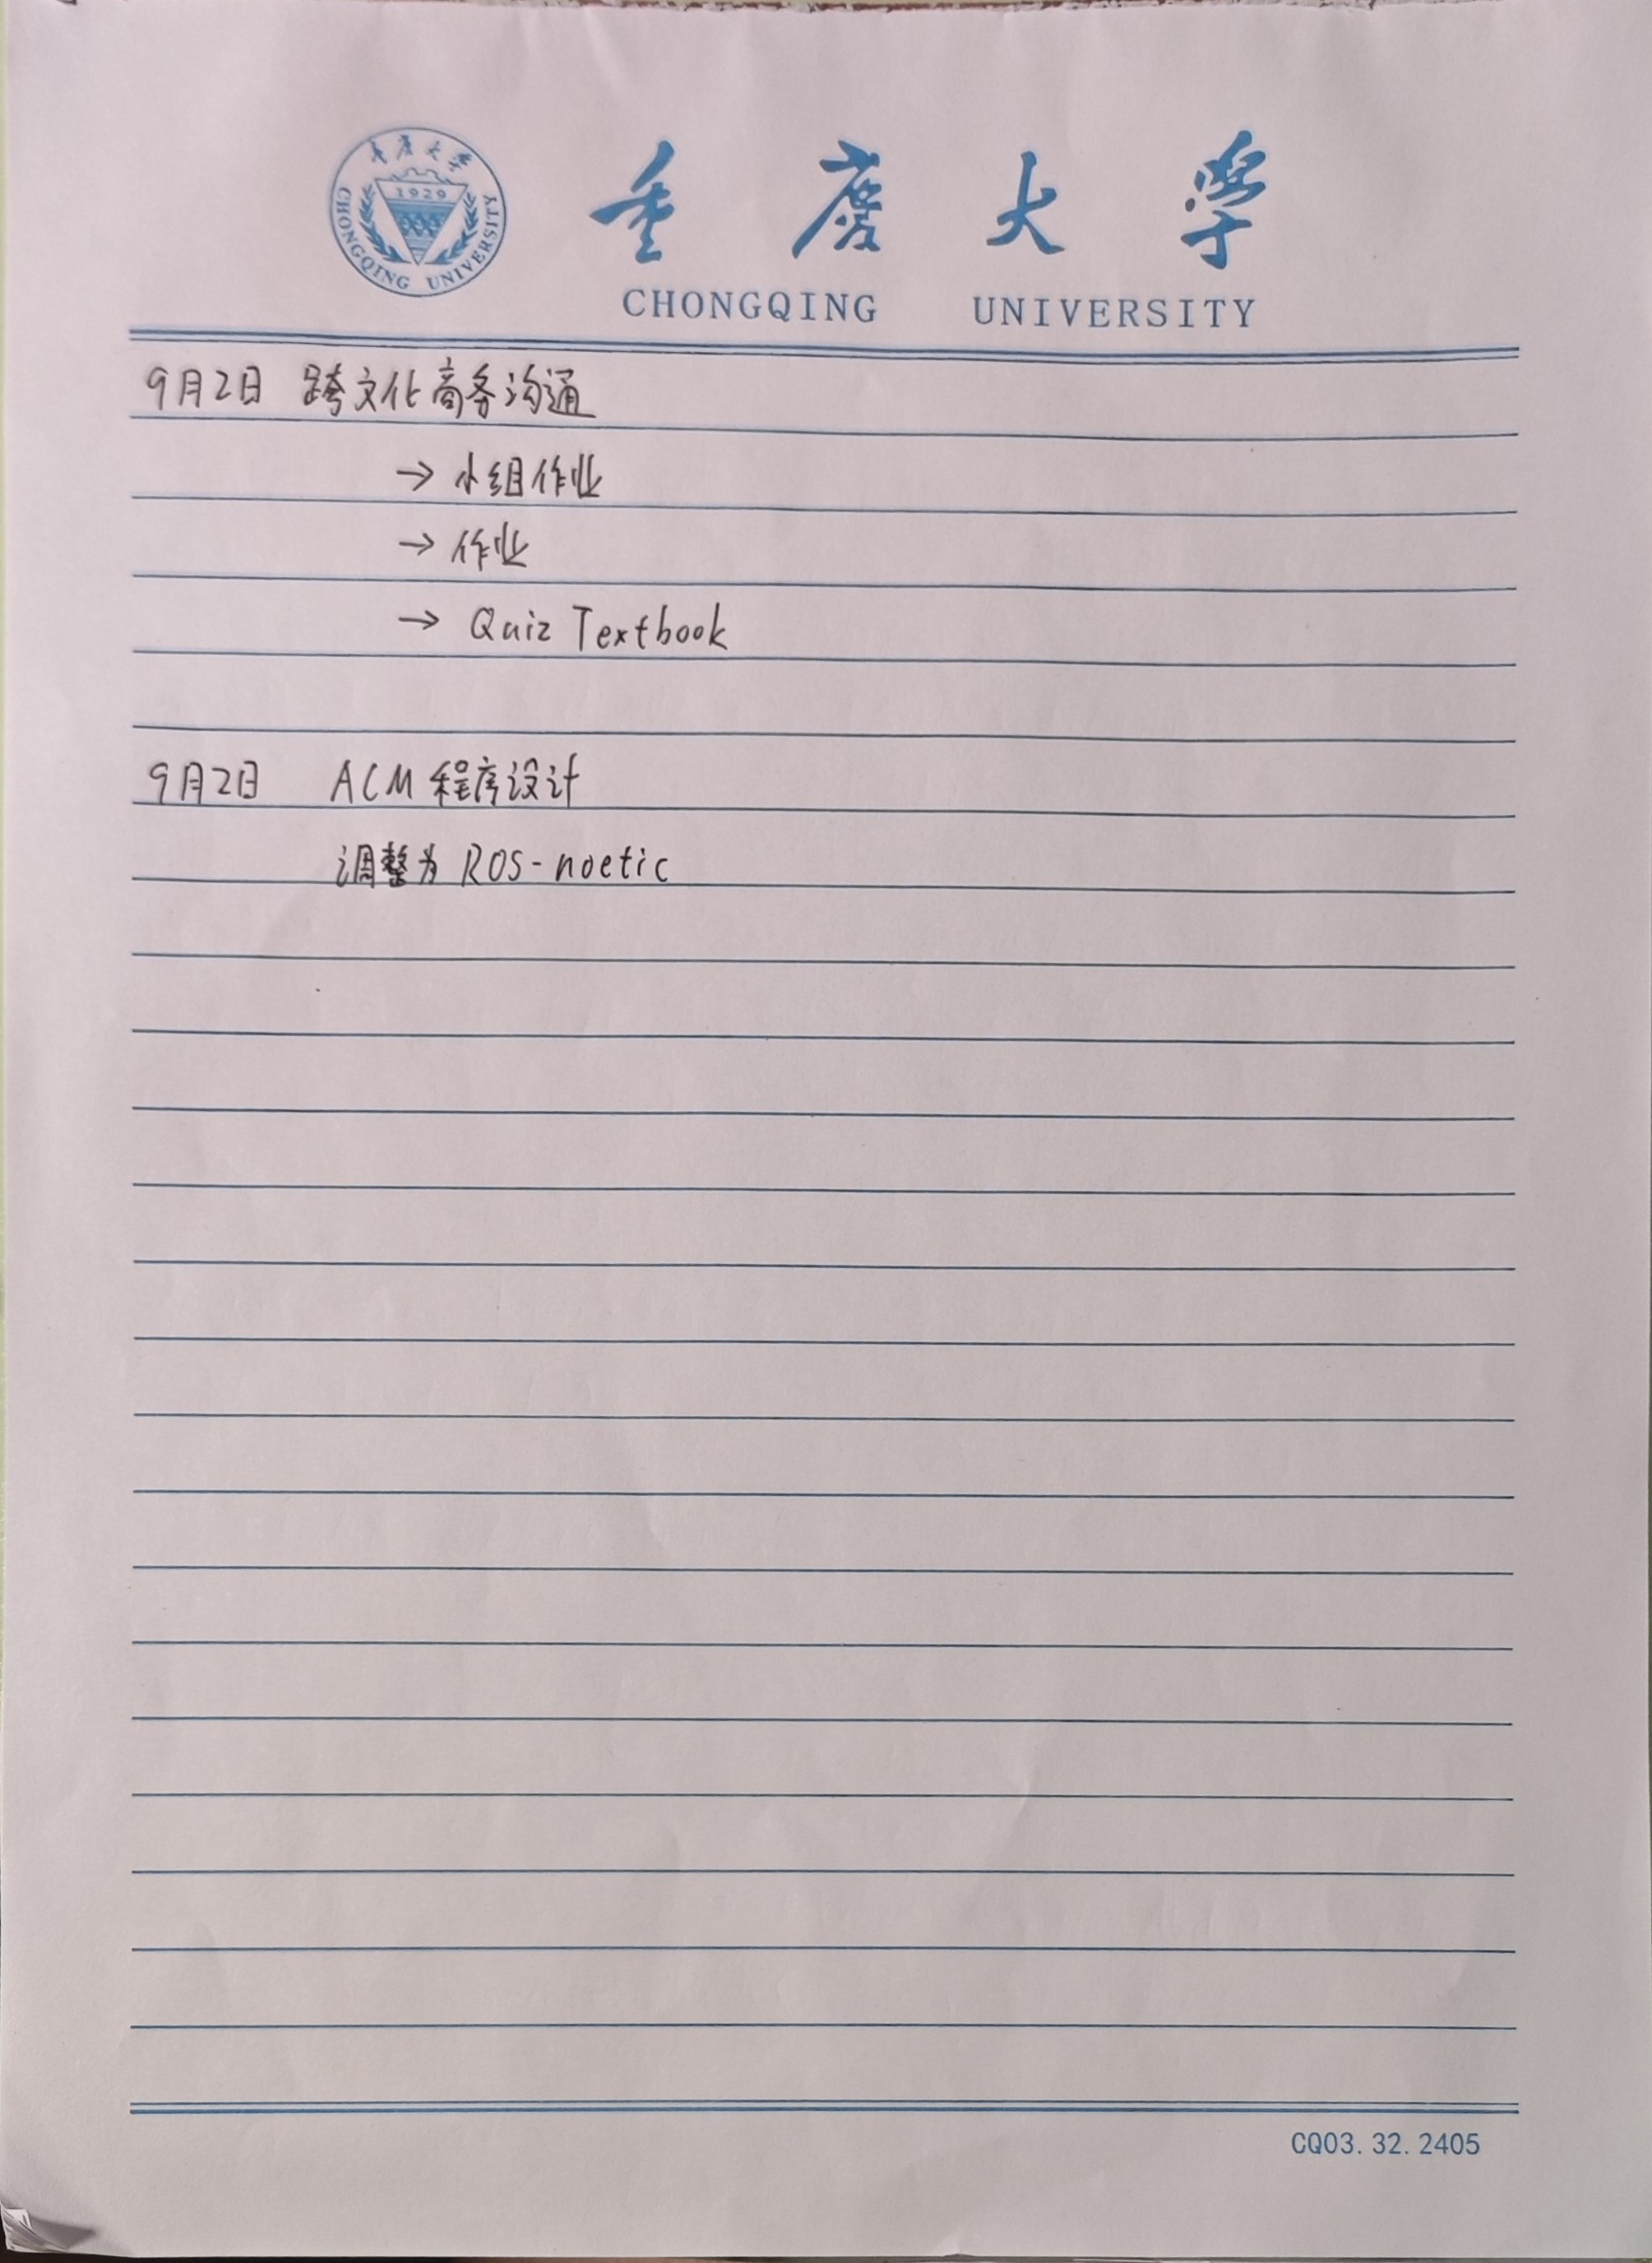 重庆大学
1929
CHONGQING UNIVERSITY
重庆大学
CHONGQING UNIVERSITY
9月2日 跨文化商务沟通
→ 小组作业
→ 作业
→ Quiz Textbook
9月2日 ACM 程序设计
调整为 ROS-noetic
CQ03.32.2405